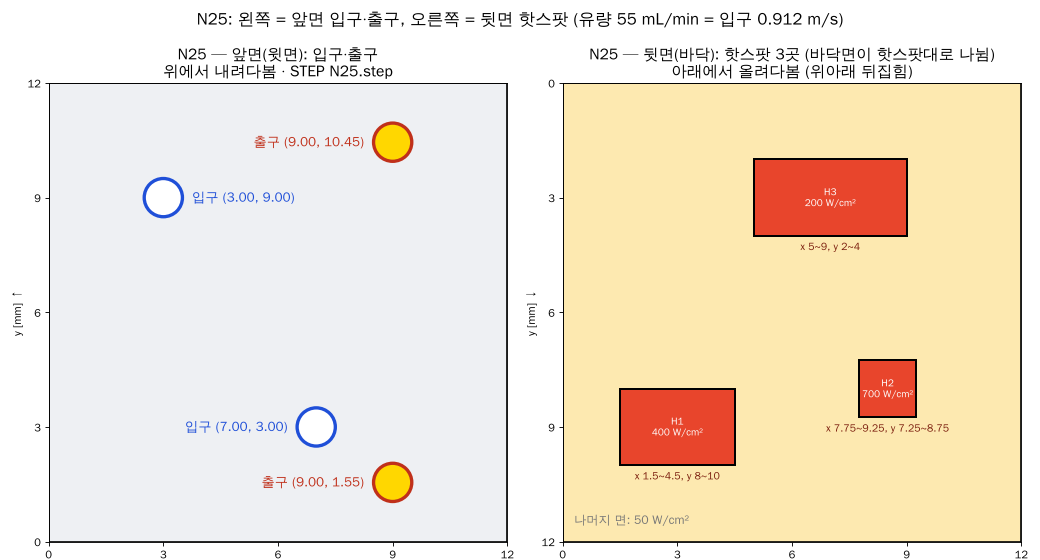 N25: 왼쪽 = 앞면 입구·출구, 오른쪽 = 뒷면 핫스팟 (유량 55 mL/min = 입구 0.912 m/s)
N25 — 앞면(윗면): 입구·출구
위에서 내려다봄 · STEP N25.step
12
9
6
3
0
y [mm] ↑
출구 (9.00, 10.45)
입구 (3.00, 9.00)
입구 (7.00, 3.00)
출구 (9.00, 1.55)
0
3
6
9
12
N25 — 뒷면(바닥): 핫스팟 3곳 (바닥면이 핫스팟대로 나뉨)
아래에서 올려다봄 (위아래 뒤집힘)
0
3
6
9
12
y [mm] ↓
H3
200 W/cm²
x 5~9, y 2~4
H2
700 W/cm²
x 7.75~9.25, y 7.25~8.75
H1
400 W/cm²
x 1.5~4.5, y 8~10
나머지 면: 50 W/cm²
0
3
6
9
12